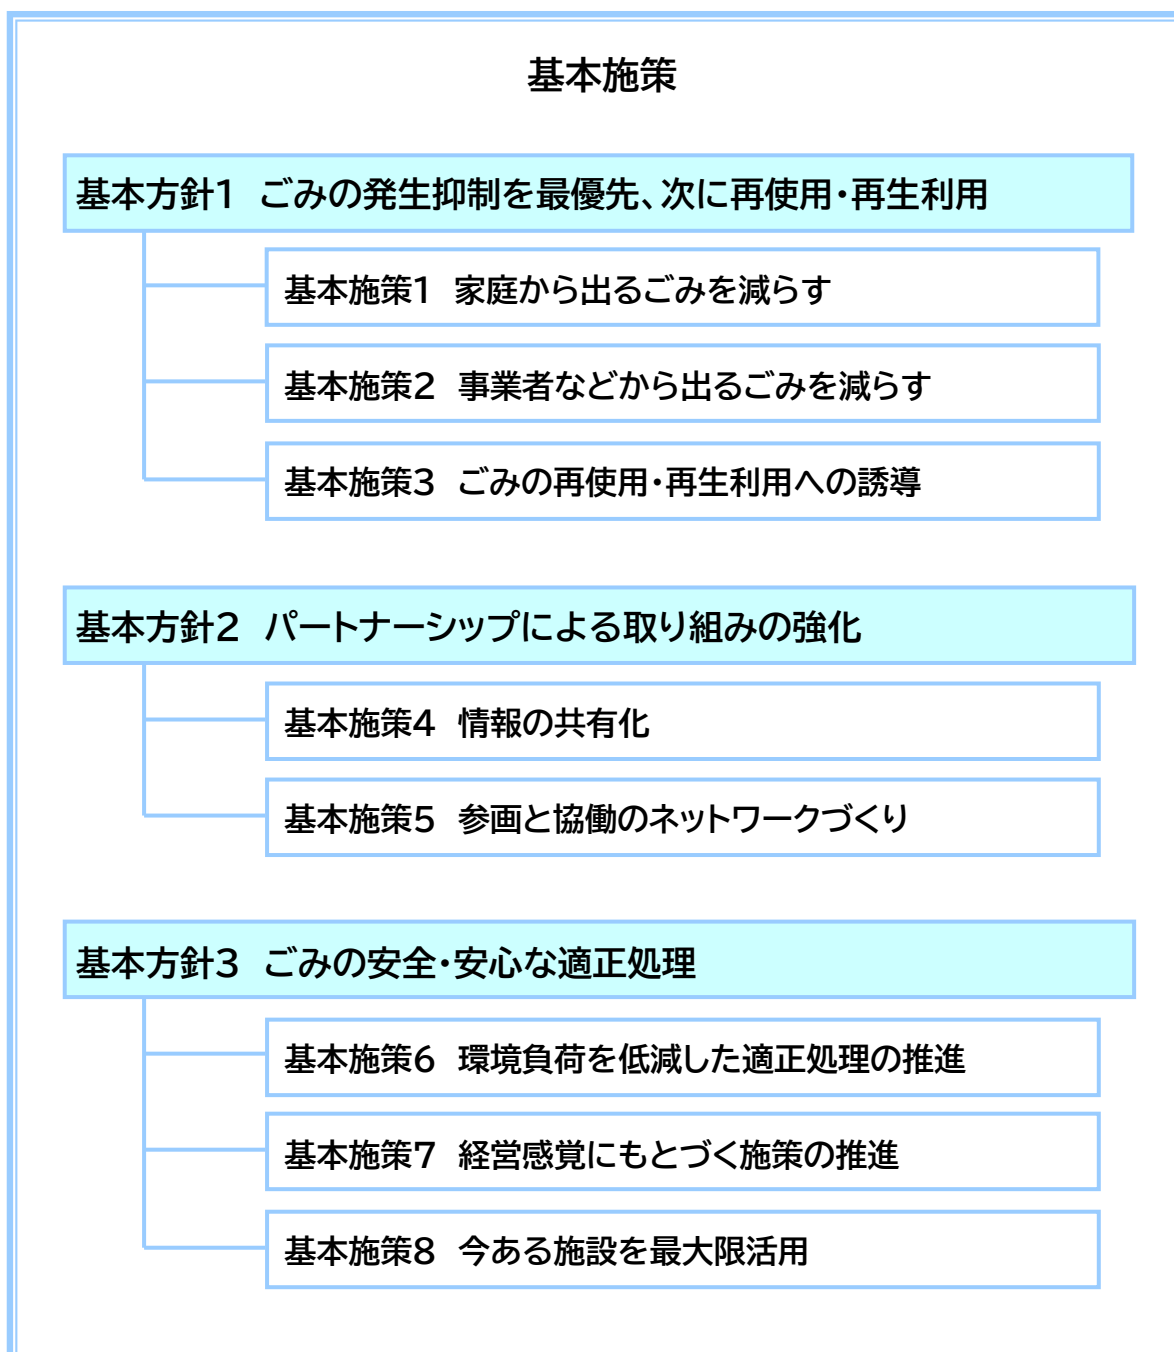 基本施策
基本方針1 ごみの発生抑制を最優先、次に再使用・再生利用
基本施策1 家庭から出るごみを減らす
基本施策2 事業者などから出るごみを減らす
基本施策3 ごみの再使用・再生利用への誘導
基本方針2 パートナーシップによる取り組みの強化
基本施策4 情報の共有化
基本施策5 参画と協働のネットワークづくり
基本方針3 ごみの安全・安心な適正処理
基本施策6 環境負荷を低減した適正処理の推進
基本施策7 経営感覚にもとづく施策の推進
基本施策8 今ある施設を最大限活用